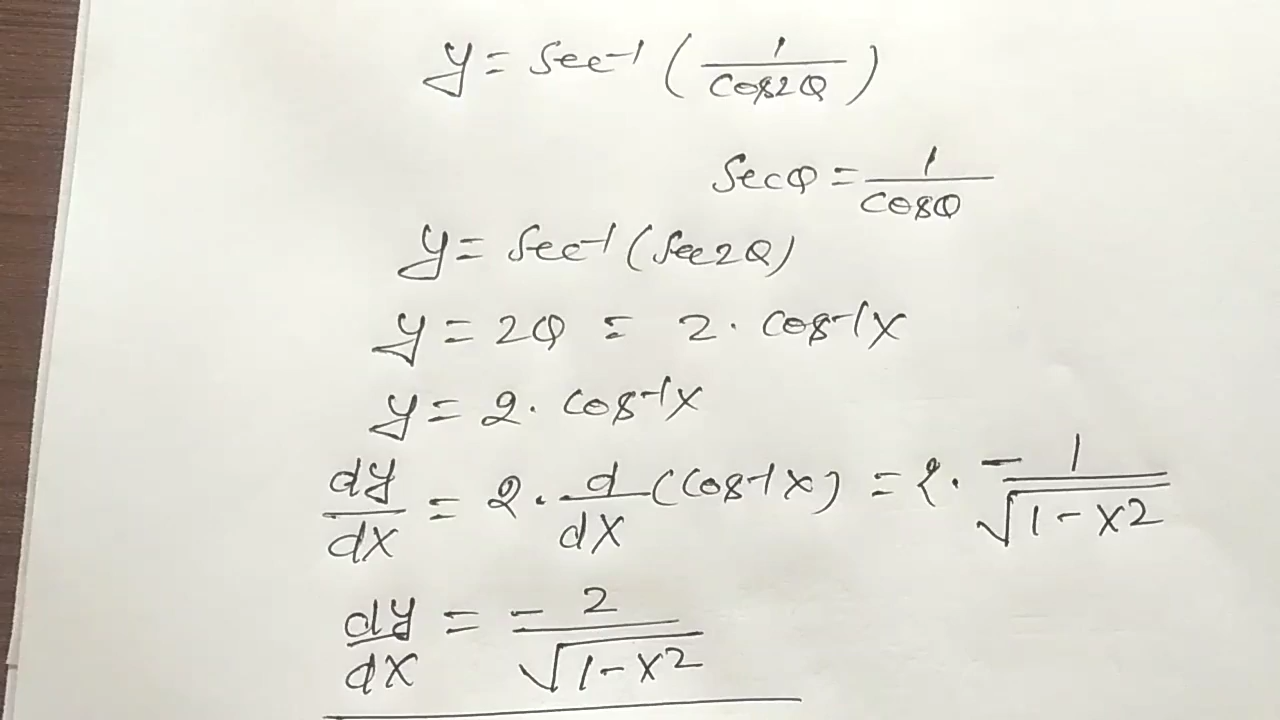 y = Sec⁻¹ ( 1 / cos2θ )
Secθ = 1 / cosθ
y = Sec⁻¹ (Sec2θ)
y = 2θ = 2 · cos⁻¹x
y = 2 · cos⁻¹x
dy/dx = 2 · d/dx (cos⁻¹x) = 2 · - 1 / √1-x²
dy/dx = - 2 / √1-x²